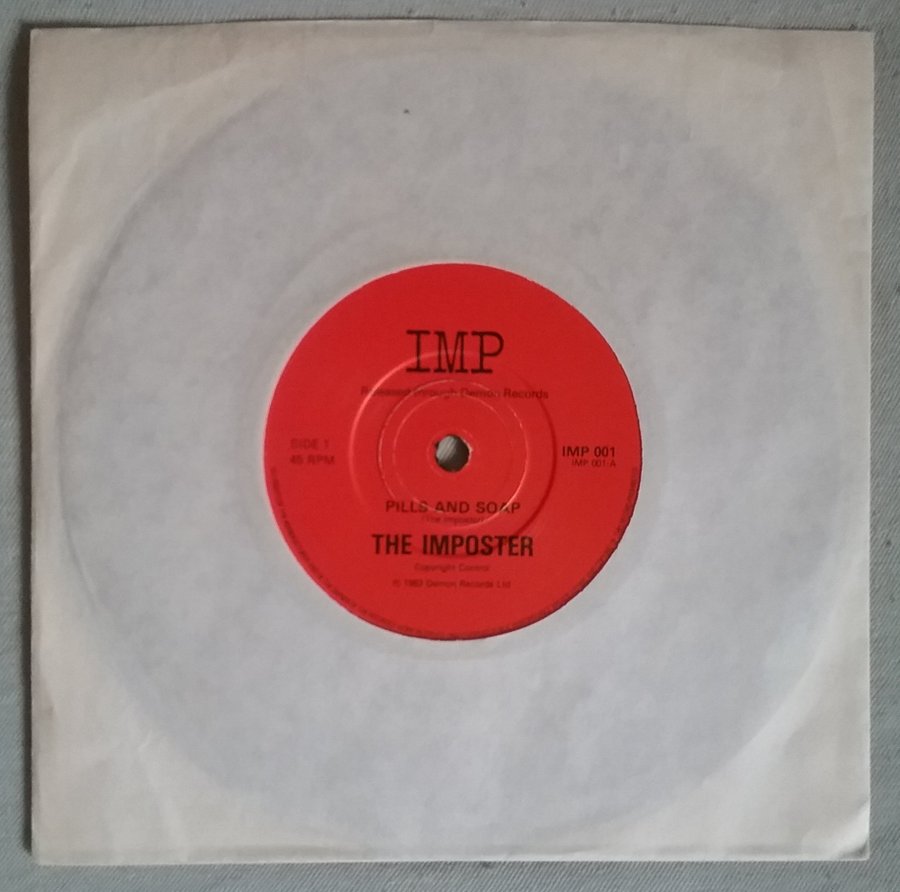 IMP
Released through Demon Records
SIDE 1
45 RPM
IMP 001
IMP 001 A
PILLS AND SOAP
(The Imposter)
THE IMPOSTER
Copyright Control
℗ 1983 Demon Records Ltd